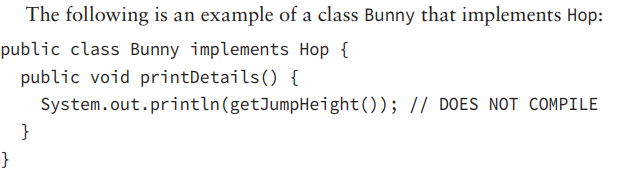 The following is an example of a class Bunny that implements Hop:
public class Bunny implements Hop {
  public void printDetails() {
    System.out.println(getJumpHeight()); // DOES NOT COMPILE
  }
}